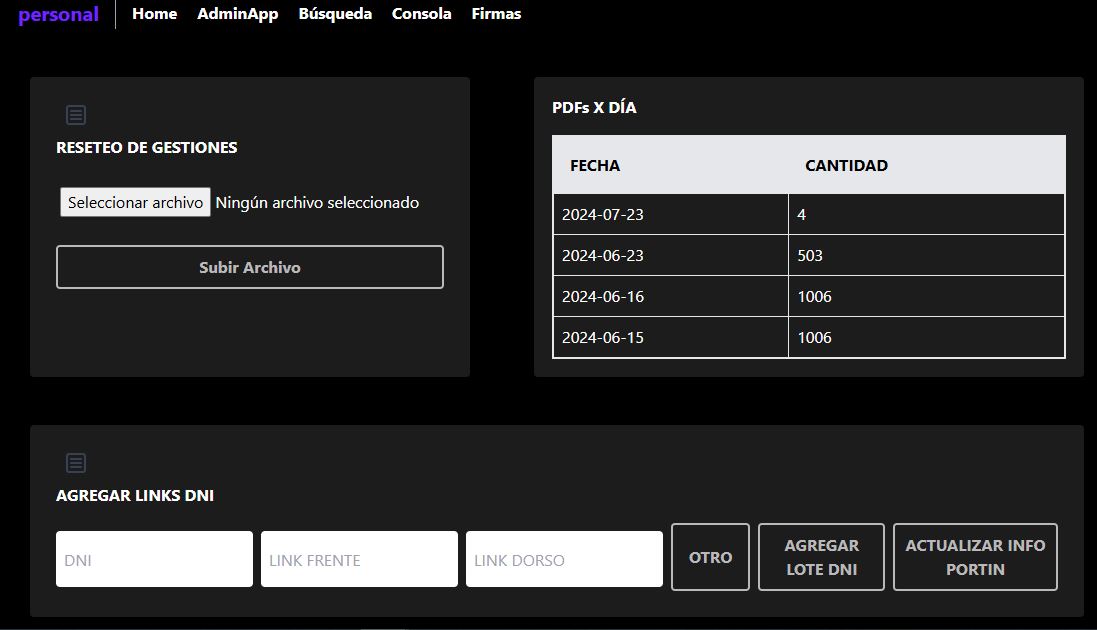 personal
Home AdminApp Búsqueda Consola Firmas
RESETEO DE GESTIONES
Seleccionar archivo Ningún archivo seleccionado
Subir Archivo
PDFs X DÍA
FECHA CANTIDAD
2024-07-23 4
2024-06-23 503
2024-06-16 1006
2024-06-15 1006
AGREGAR LINKS DNI
DNI
LINK FRENTE
LINK DORSO
OTRO
AGREGAR
LOTE DNI
ACTUALIZAR INFO
PORTIN